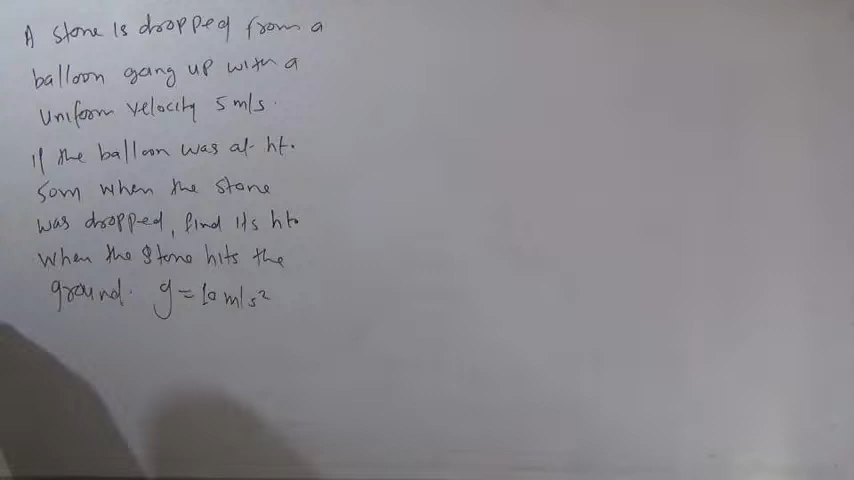 A stone is dropped from a
balloon going up with a
uniform velocity 5 m/s.
If the balloon was at ht.
50m when the stone
was dropped, find its ht.
when the stone hits the
ground. g = 10 m/s²